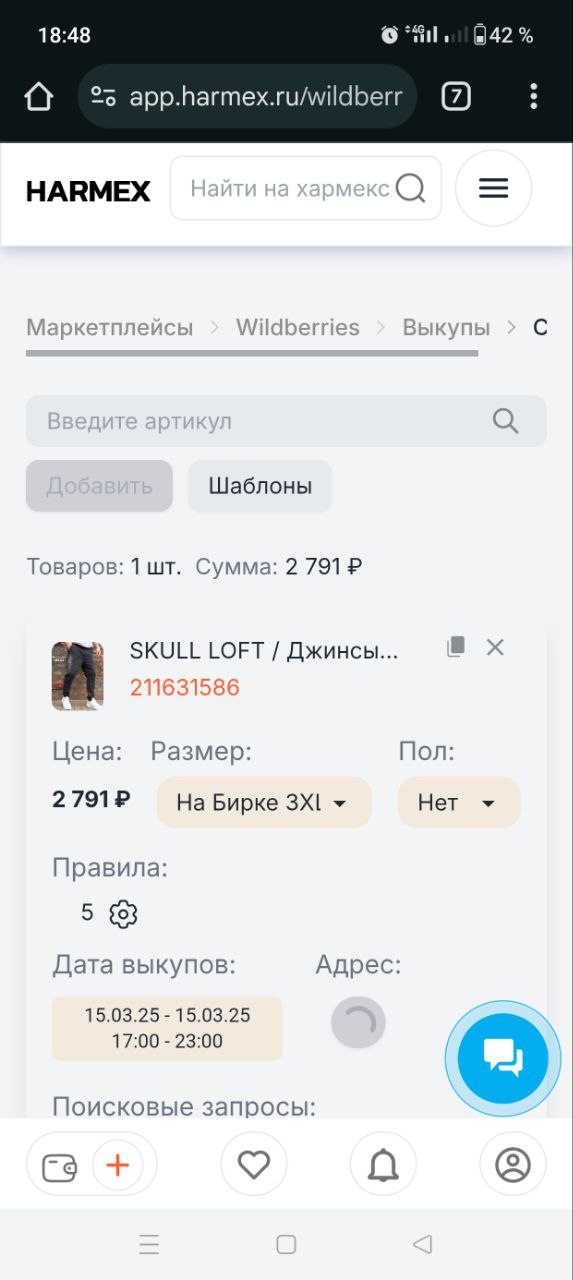 18:48
4G
42 %
app.harmex.ru/wildberr
7
HARMEX
Найти на хармекс
Маркетплейсы > Wildberries > Выкупы > С
Введите артикул
Добавить
Шаблоны
Товаров: 1 шт. Сумма: 2 791 ₽
SKULL LOFT / Джинсы...
211631586
Цена: Размер: Пол:
2 791 ₽ На Бирке 3XL Нет
Правила:
5
Дата выкупов: Адрес:
15.03.25 - 15.03.25
17:00 - 23:00
Поисковые запросы: